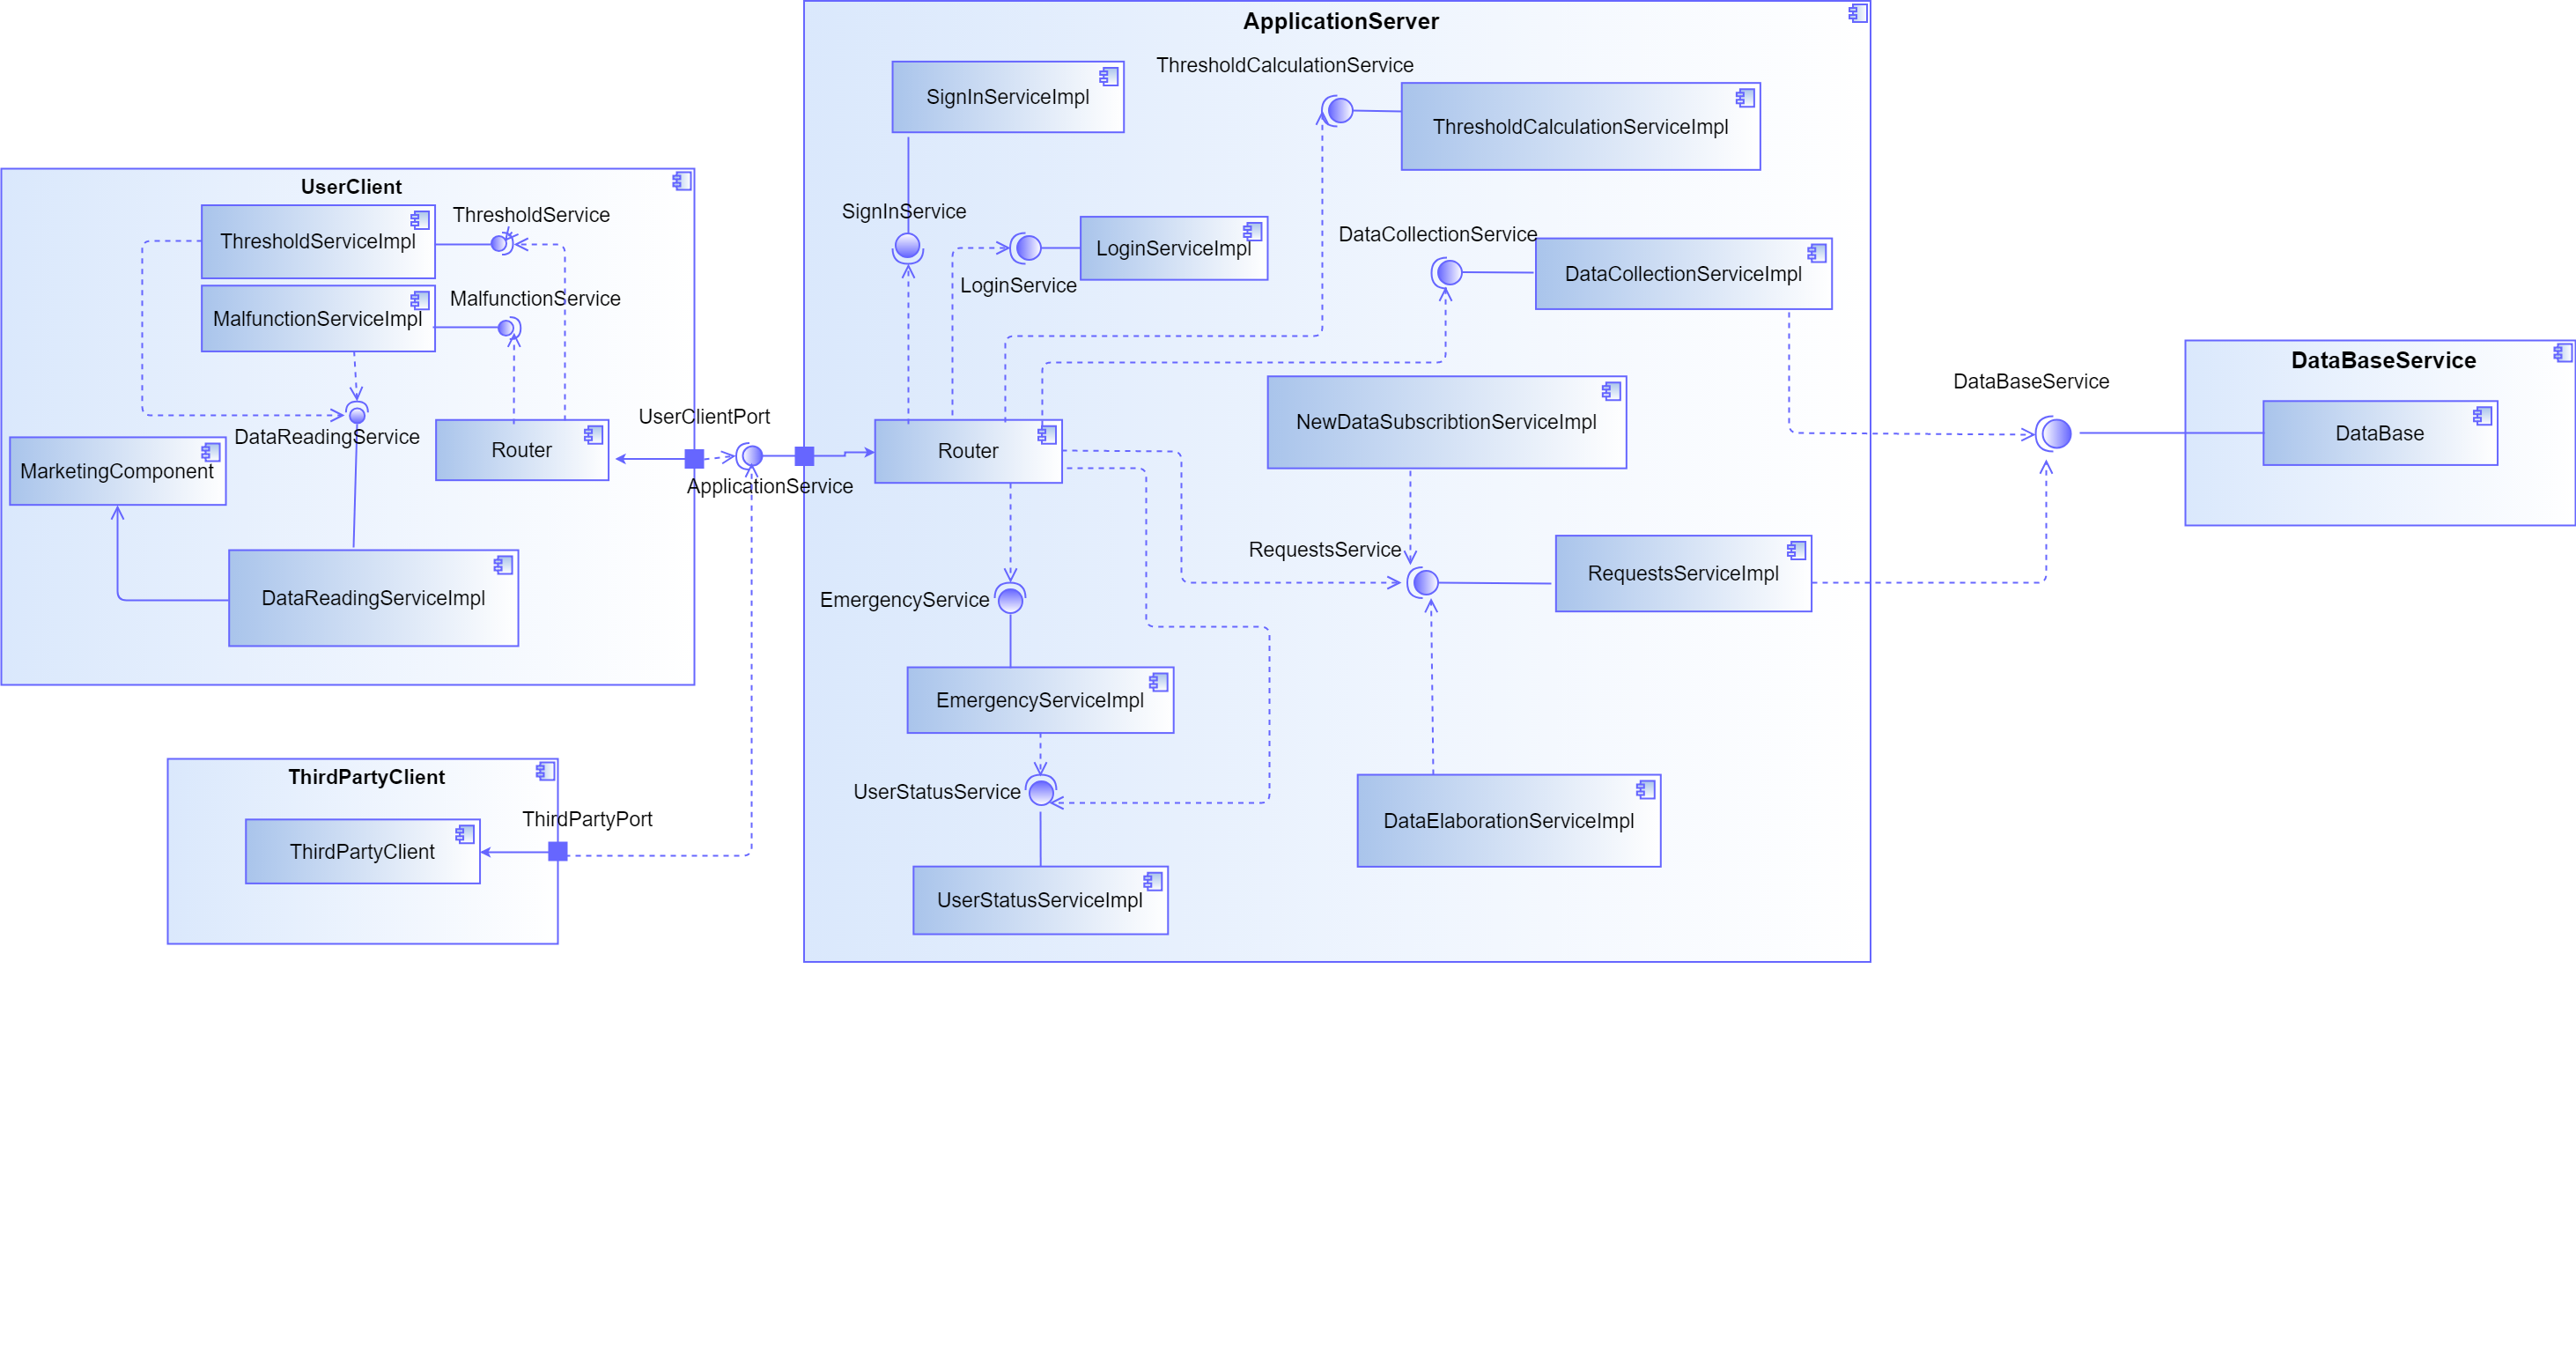 ApplicationServer
ThresholdCalculationService
SignInServiceImpl
ThresholdCalculationServiceImpl
UserClient
ThresholdService
ThresholdServiceImpl
SignInService
LoginServiceImpl
DataCollectionService
DataCollectionServiceImpl
LoginService
MalfunctionService
MalfunctionServiceImpl
DataBaseService
DataBaseService
DataBase
UserClientPort
NewDataSubscribtionServiceImpl
DataReadingService
Router
Router
MarketingComponent
ApplicationService
RequestsService
RequestsServiceImpl
DataReadingServiceImpl
EmergencyService
EmergencyServiceImpl
ThirdPartyClient
UserStatusService
ThirdPartyPort
ThirdPartyClient
DataElaborationServiceImpl
UserStatusServiceImpl